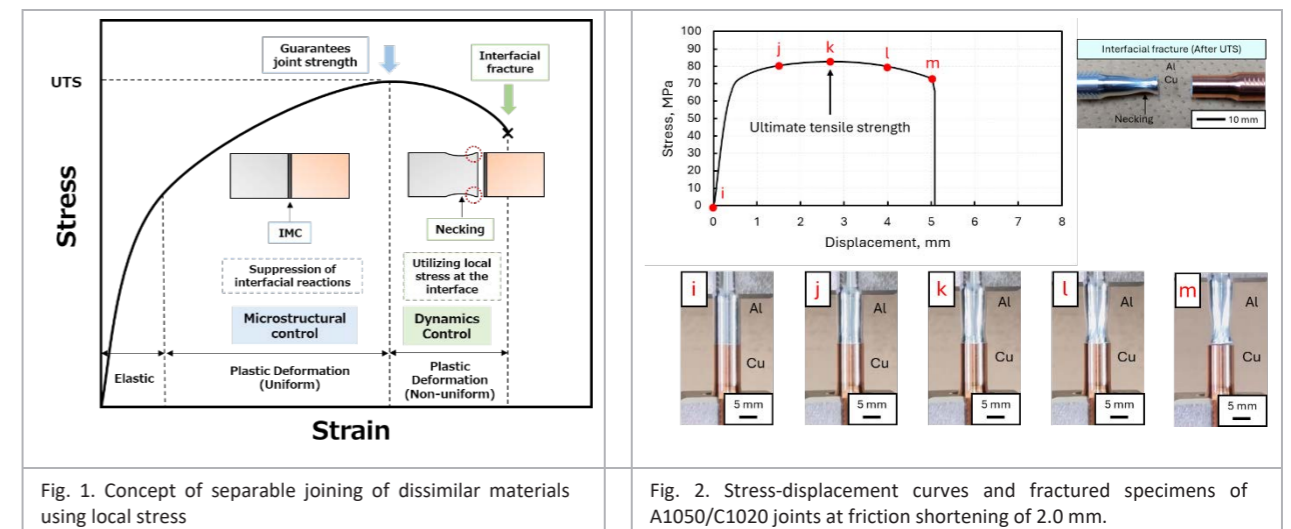 Guarantees
joint strength
Interfacial
fracture
UTS
Stress
IMC
Necking
Suppression of
interfacial reactions
Utilizing local
stress at the
interface
Microstructural
control
Dynamics
Control
Elastic
Plastic Deformation
(Uniform)
Plastic
Deformation
(Non-uniform)
Strain
Fig. 1. Concept of separable joining of dissimilar materials
using local stress
100
90
80
70
60
50
40
30
20
10
0
Stress, MPa
i
j
k
l
m
Ultimate tensile strength
0 1 2 3 4 5 6 7 8
Displacement, mm
Interfacial fracture (After UTS)
Al
Cu
Necking
10 mm
i
Al
Cu
5 mm
j
Al
Cu
5 mm
k
Al
Cu
5 mm
l
Al
Cu
5 mm
m
Al
Cu
5 mm
Fig. 2. Stress-displacement curves and fractured specimens of
A1050/C1020 joints at friction shortening of 2.0 mm.